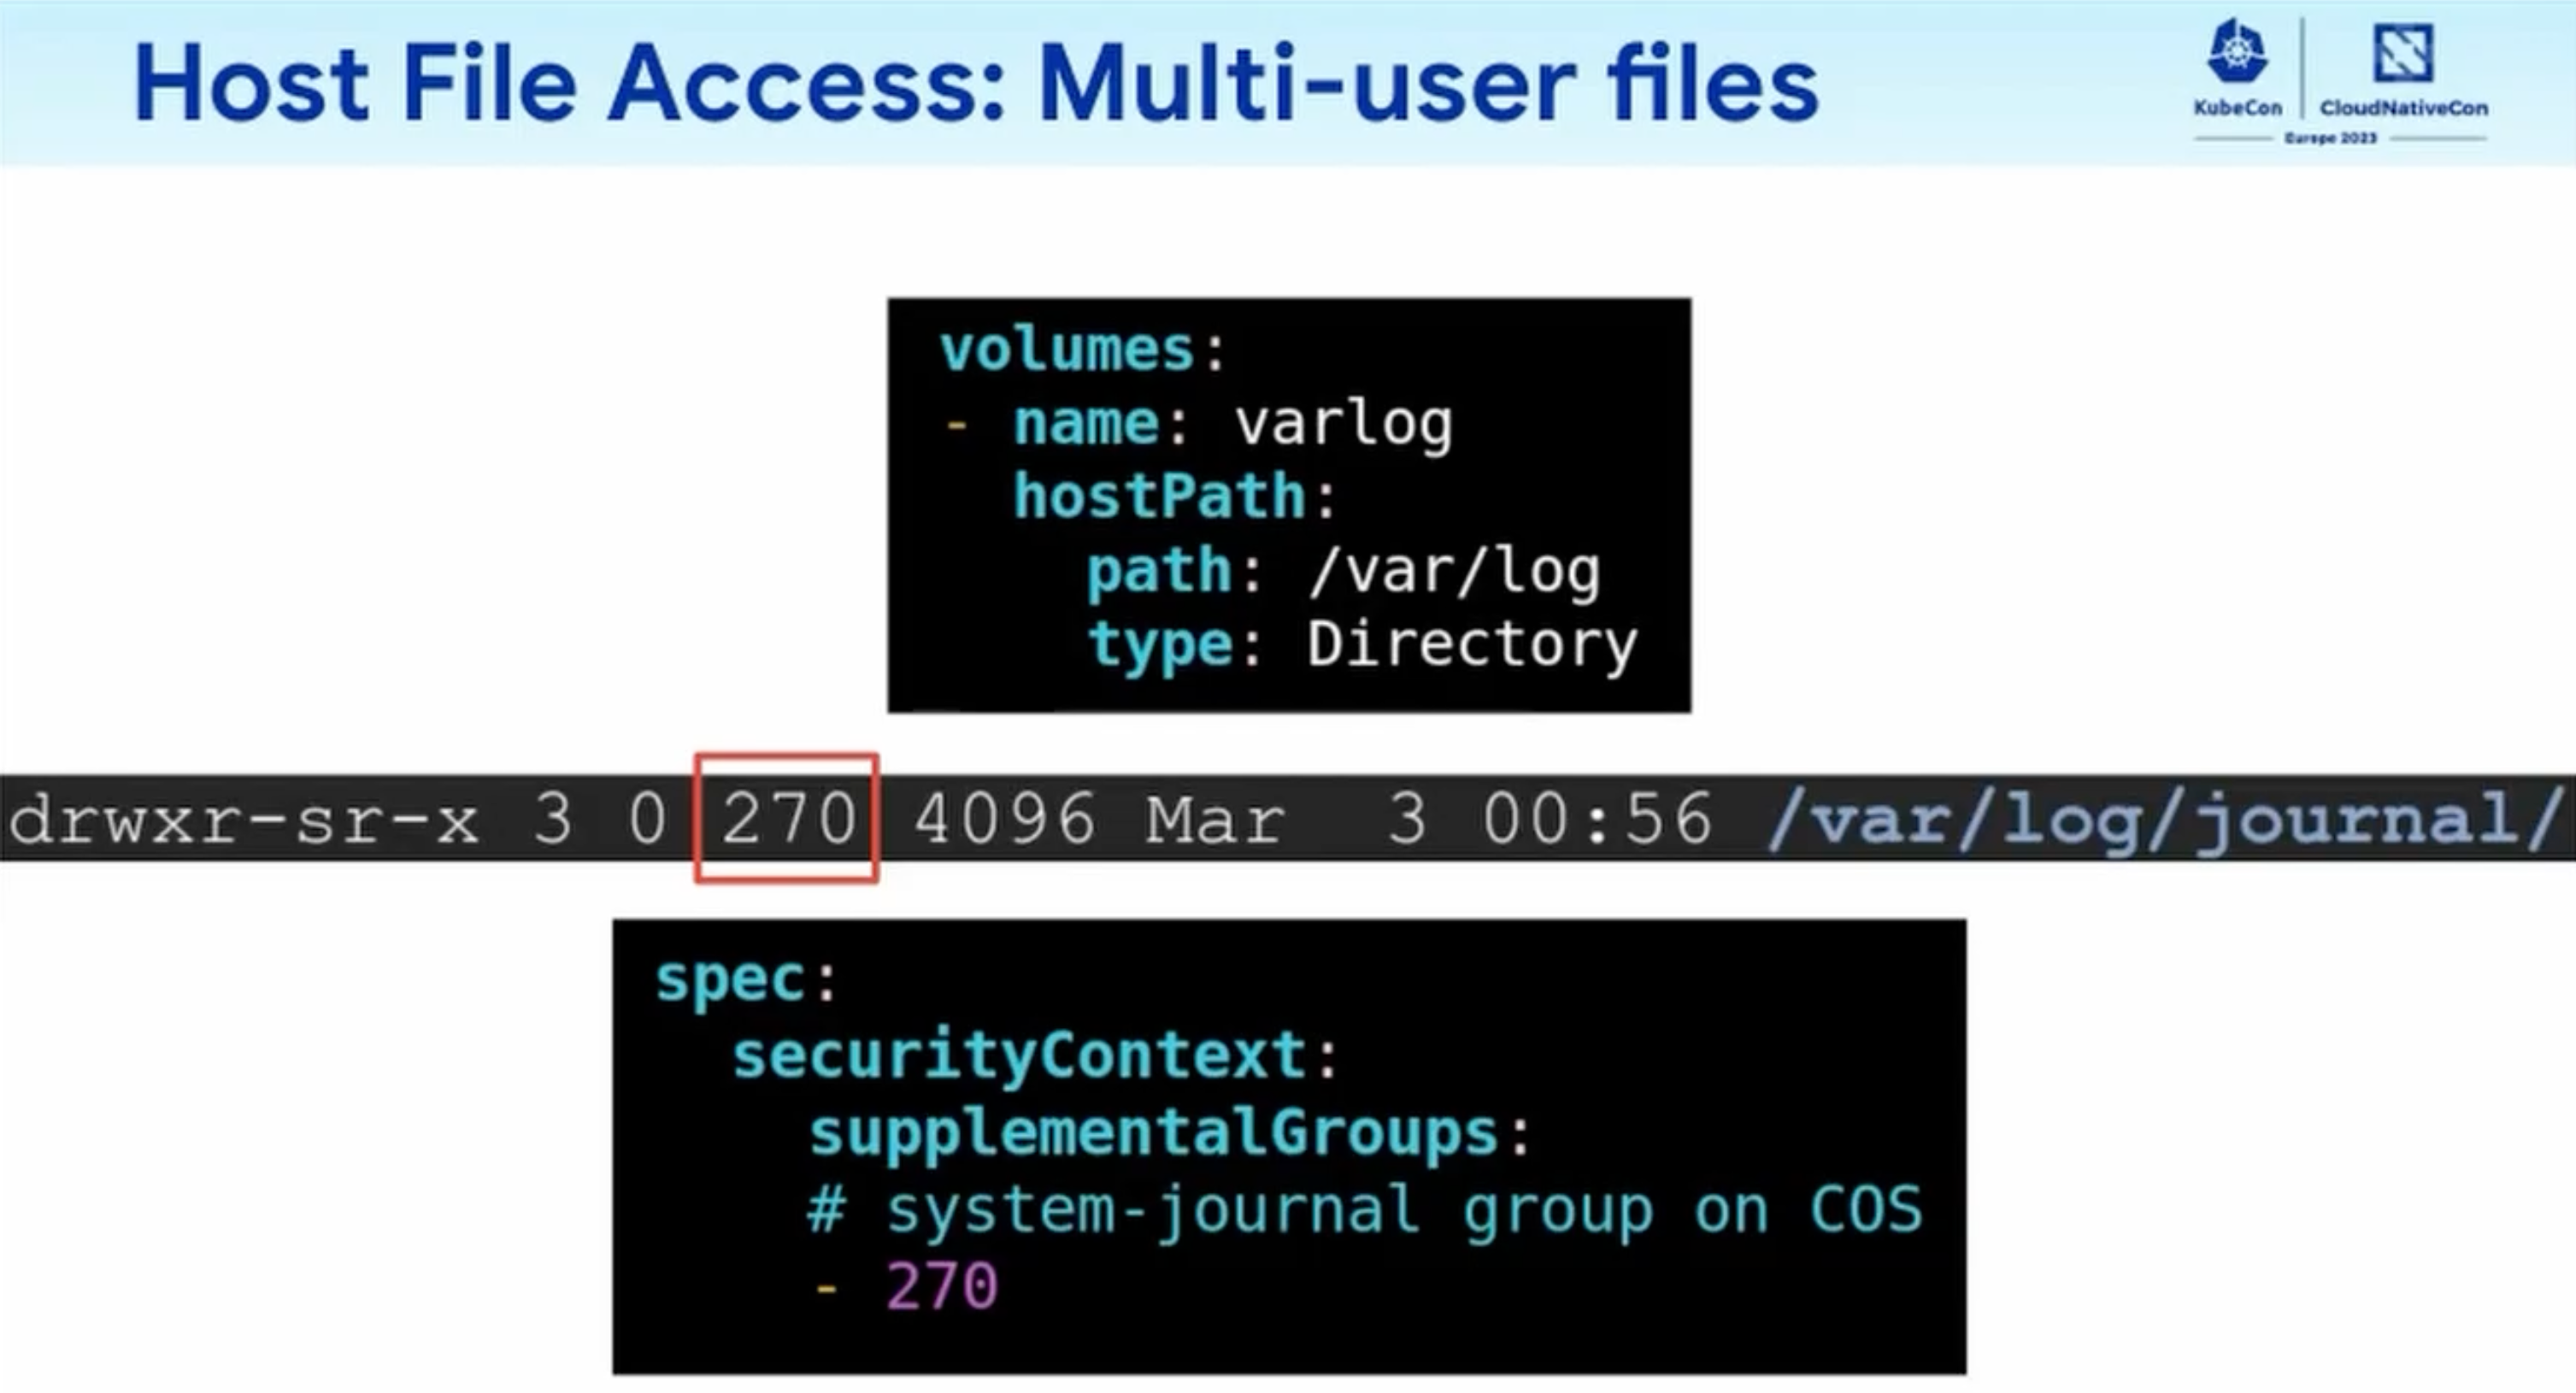 Host File Access: Multi-user files
KubeCon
CloudNativeCon
Europe 2023
volumes:
- name: varlog
hostPath:
path: /var/log
type: Directory
drwxr-sr-x 3 0 270 4096 Mar  3 00:56 /var/log/journal/
spec:
securityContext:
supplementalGroups:
# system-journal group on COS
- 270